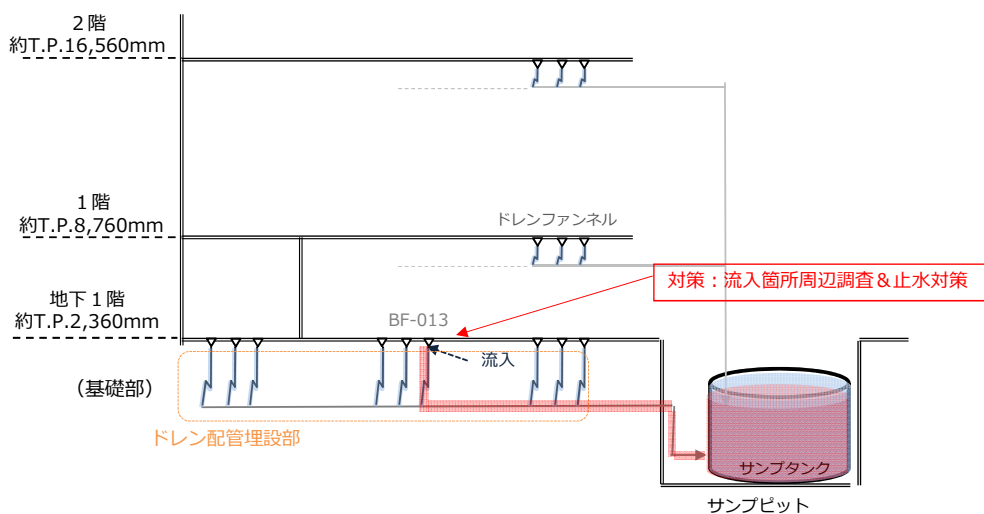 ２階
約T.P.16,560mm
１階
約T.P.8,760mm
ドレンファンネル
対策：流入箇所周辺調査＆止水対策
地下１階
約T.P.2,360mm
BF-013
流入
（基礎部）
ドレン配管埋設部
サンプタンク
サンプピット